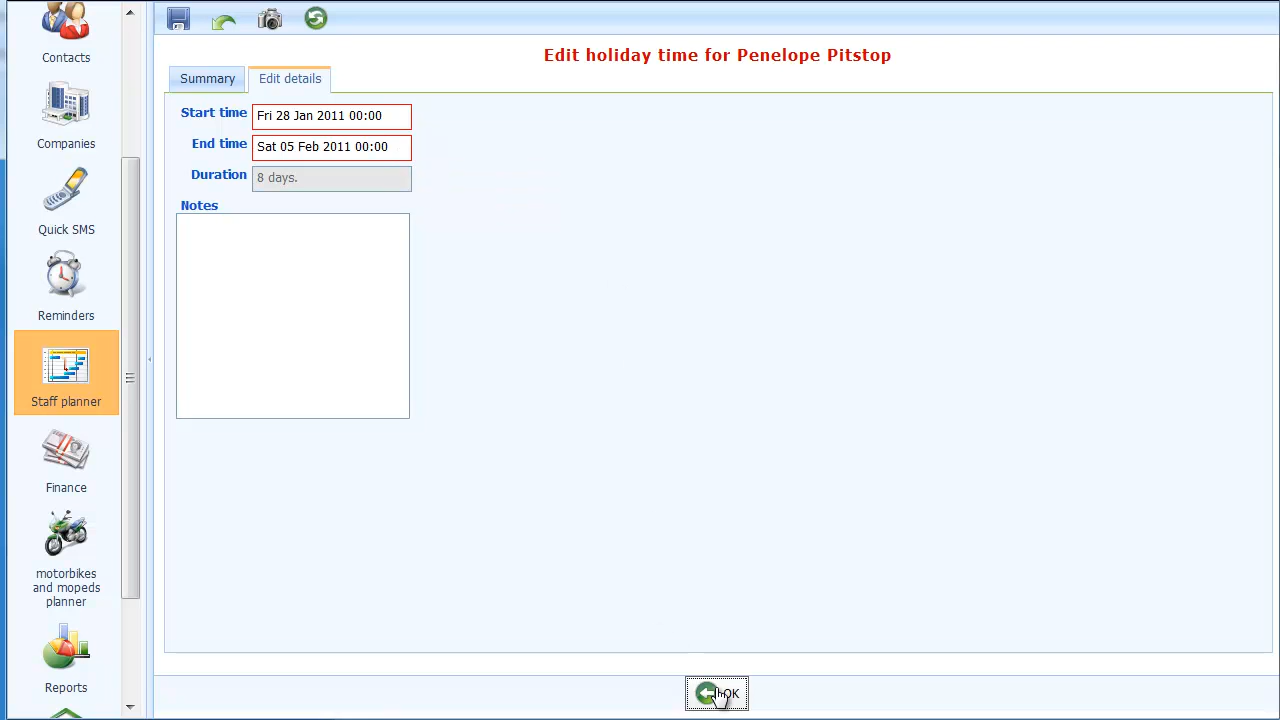 Edit holiday time for Penelope Pitstop
Summary
Edit details
Start time
Fri 28 Jan 2011 00:00
End time
Sat 05 Feb 2011 00:00
Duration
8 days.
Notes
Contacts
Companies
Quick SMS
Reminders
Staff planner
Finance
motorbikes
and mopeds
planner
Reports
OK